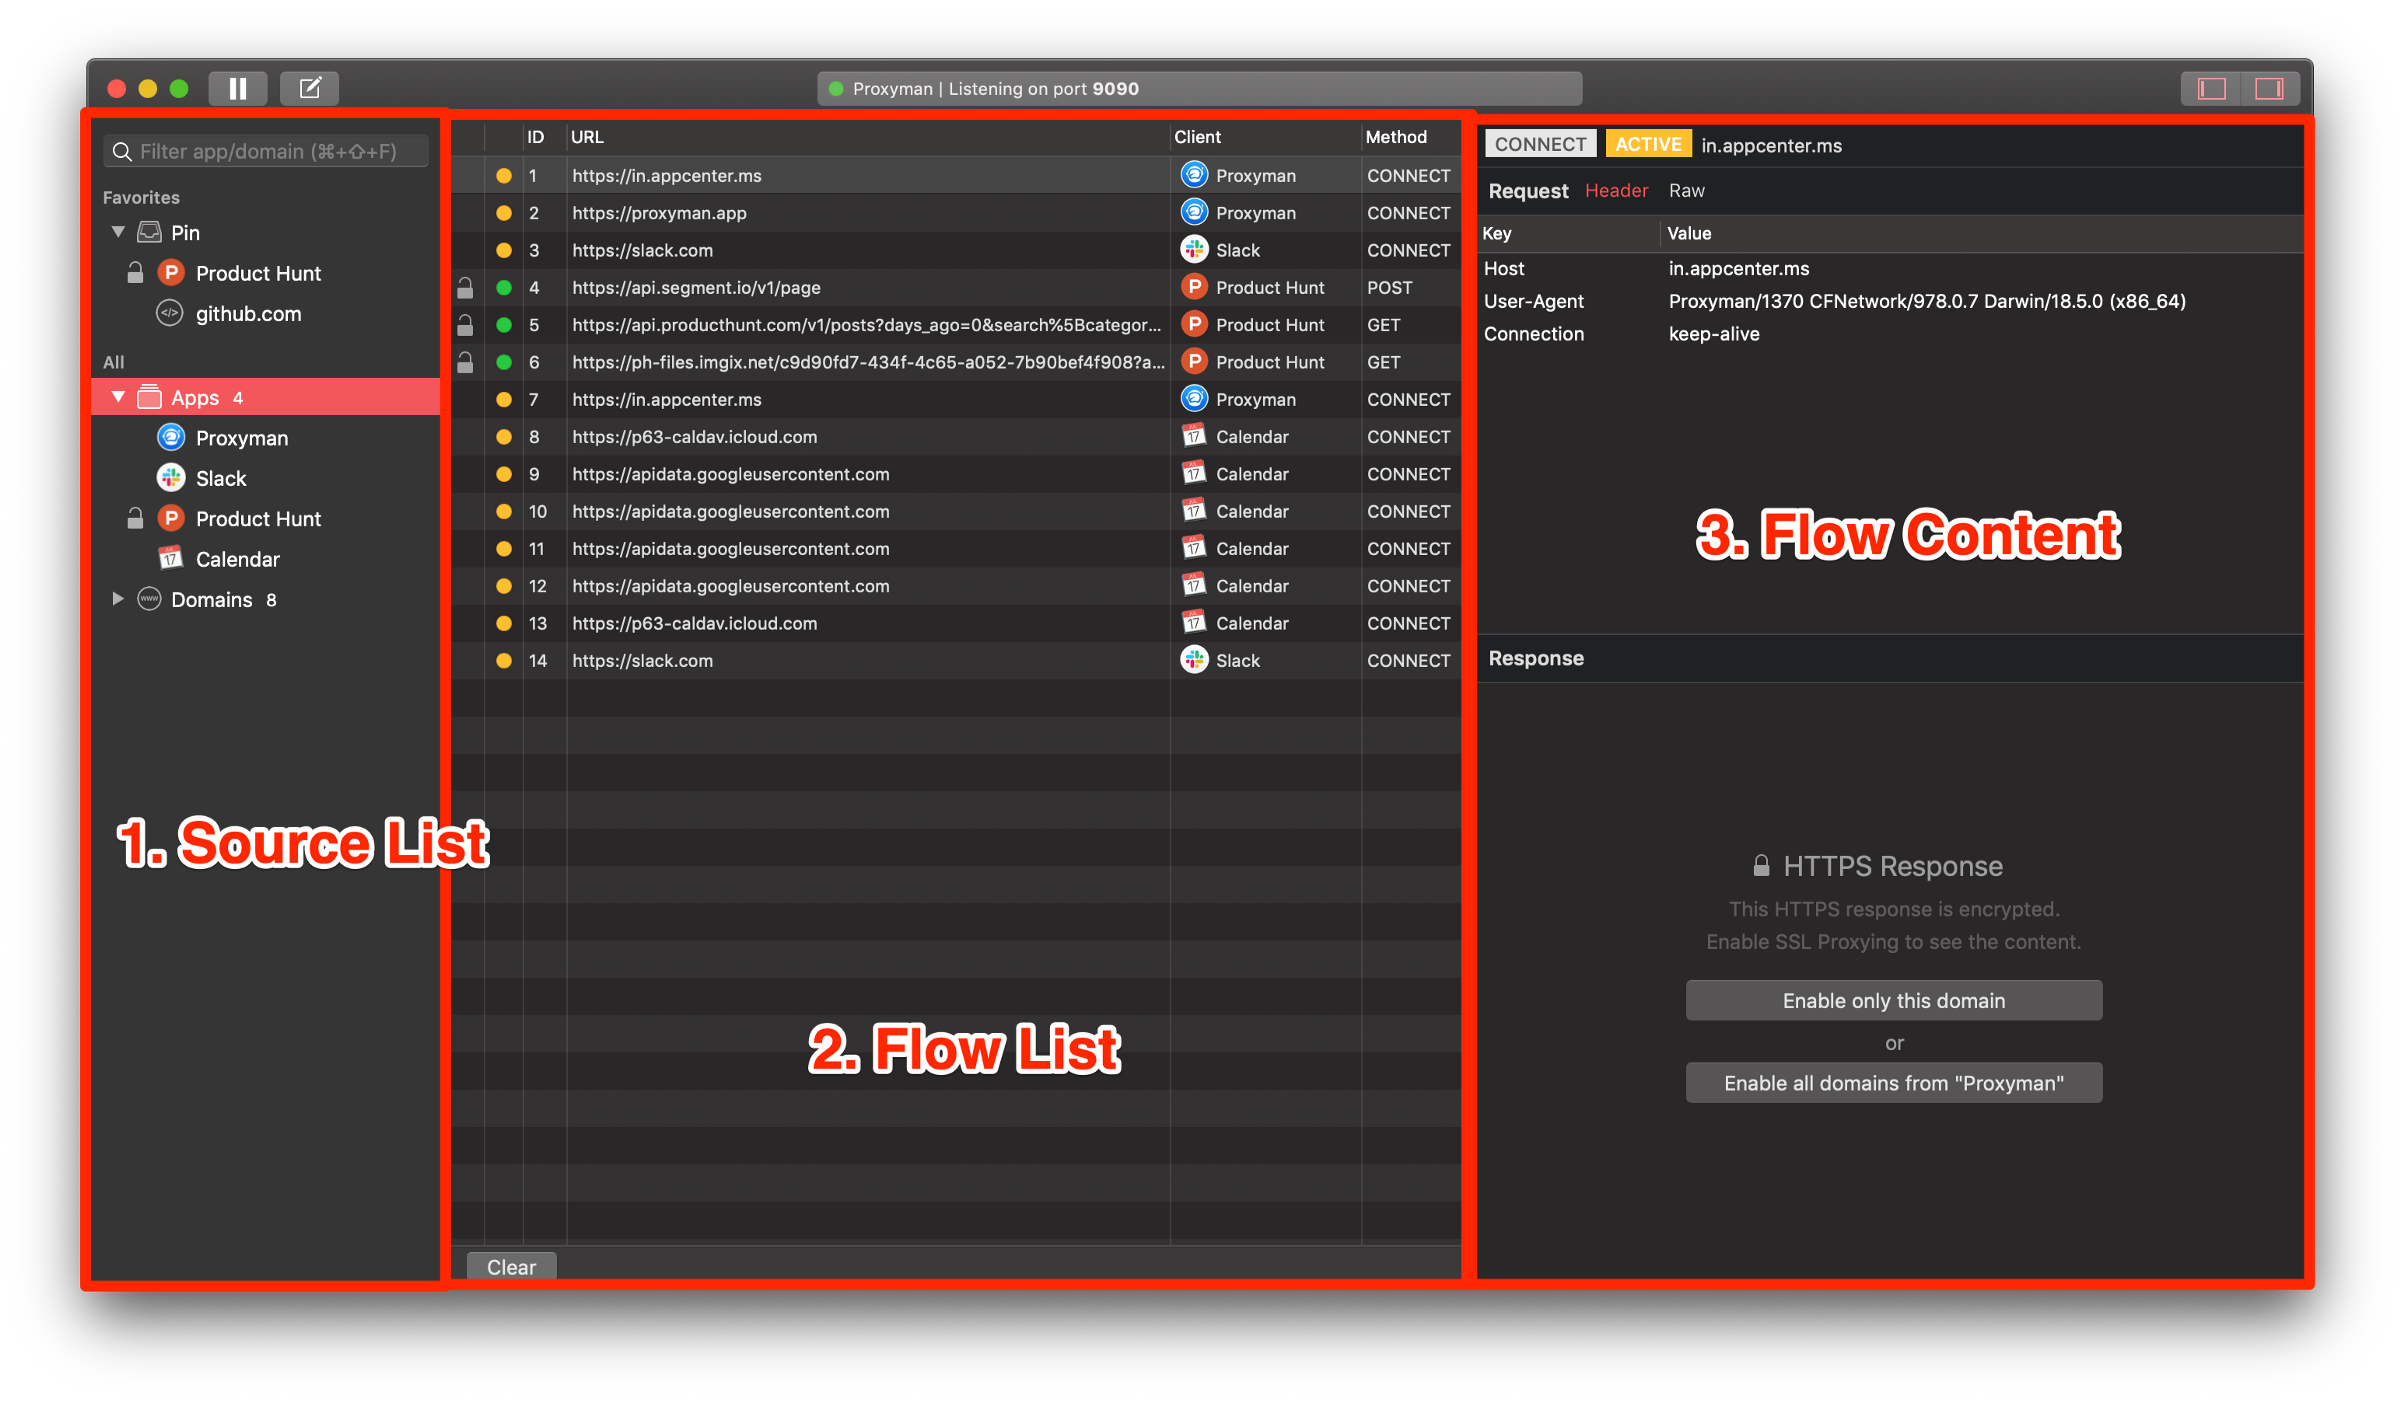 Proxyman | Listening on port 9090
Filter app/domain (⌘+⇧+F)
Favorites
Pin
Product Hunt
github.com
All
Apps 4
Proxyman
Slack
Product Hunt
Calendar
Domains 8
1. Source List
ID URL Client Method
1 https://in.appcenter.ms Proxyman CONNECT
2 https://proxyman.app Proxyman CONNECT
3 https://slack.com Slack CONNECT
4 https://api.segment.io/v1/page Product Hunt POST
5 https://api.producthunt.com/v1/posts?days_ago=0&search%5Bcategor... Product Hunt GET
6 https://ph-files.imgix.net/c9d90fd7-434f-4c65-a052-7b90bef4f908?a... Product Hunt GET
7 https://in.appcenter.ms Proxyman CONNECT
8 https://p63-caldav.icloud.com Calendar CONNECT
9 https://apidata.googleusercontent.com Calendar CONNECT
10 https://apidata.googleusercontent.com Calendar CONNECT
11 https://apidata.googleusercontent.com Calendar CONNECT
12 https://apidata.googleusercontent.com Calendar CONNECT
13 https://p63-caldav.icloud.com Calendar CONNECT
14 https://slack.com Slack CONNECT
2. Flow List
Clear
CONNECT ACTIVE in.appcenter.ms
Request Header Raw
Key Value
Host in.appcenter.ms
User-Agent Proxyman/1370 CFNetwork/978.0.7 Darwin/18.5.0 (x86_64)
Connection keep-alive
3. Flow Content
Response
HTTPS Response
This HTTPS response is encrypted.
Enable SSL Proxying to see the content.
Enable only this domain
or
Enable all domains from "Proxyman"